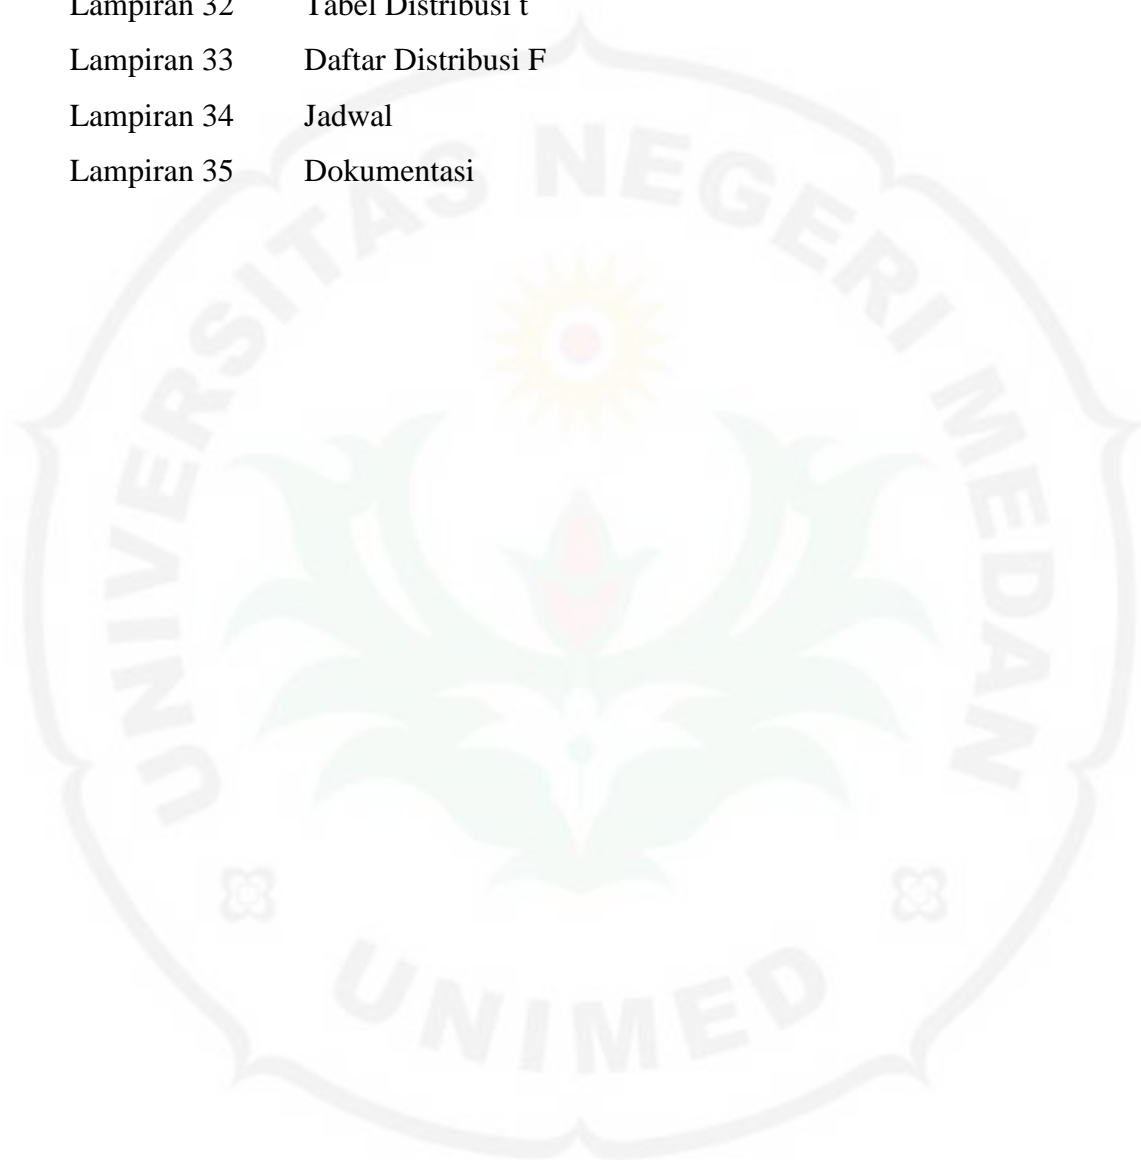 Lampiran 32 Tabel Distribusi t
Lampiran 33 Daftar Distribusi F
Lampiran 34 Jadwal
Lampiran 35 Dokumentasi
UNIVERSITAS NEGERI MEDAN
UNIMED